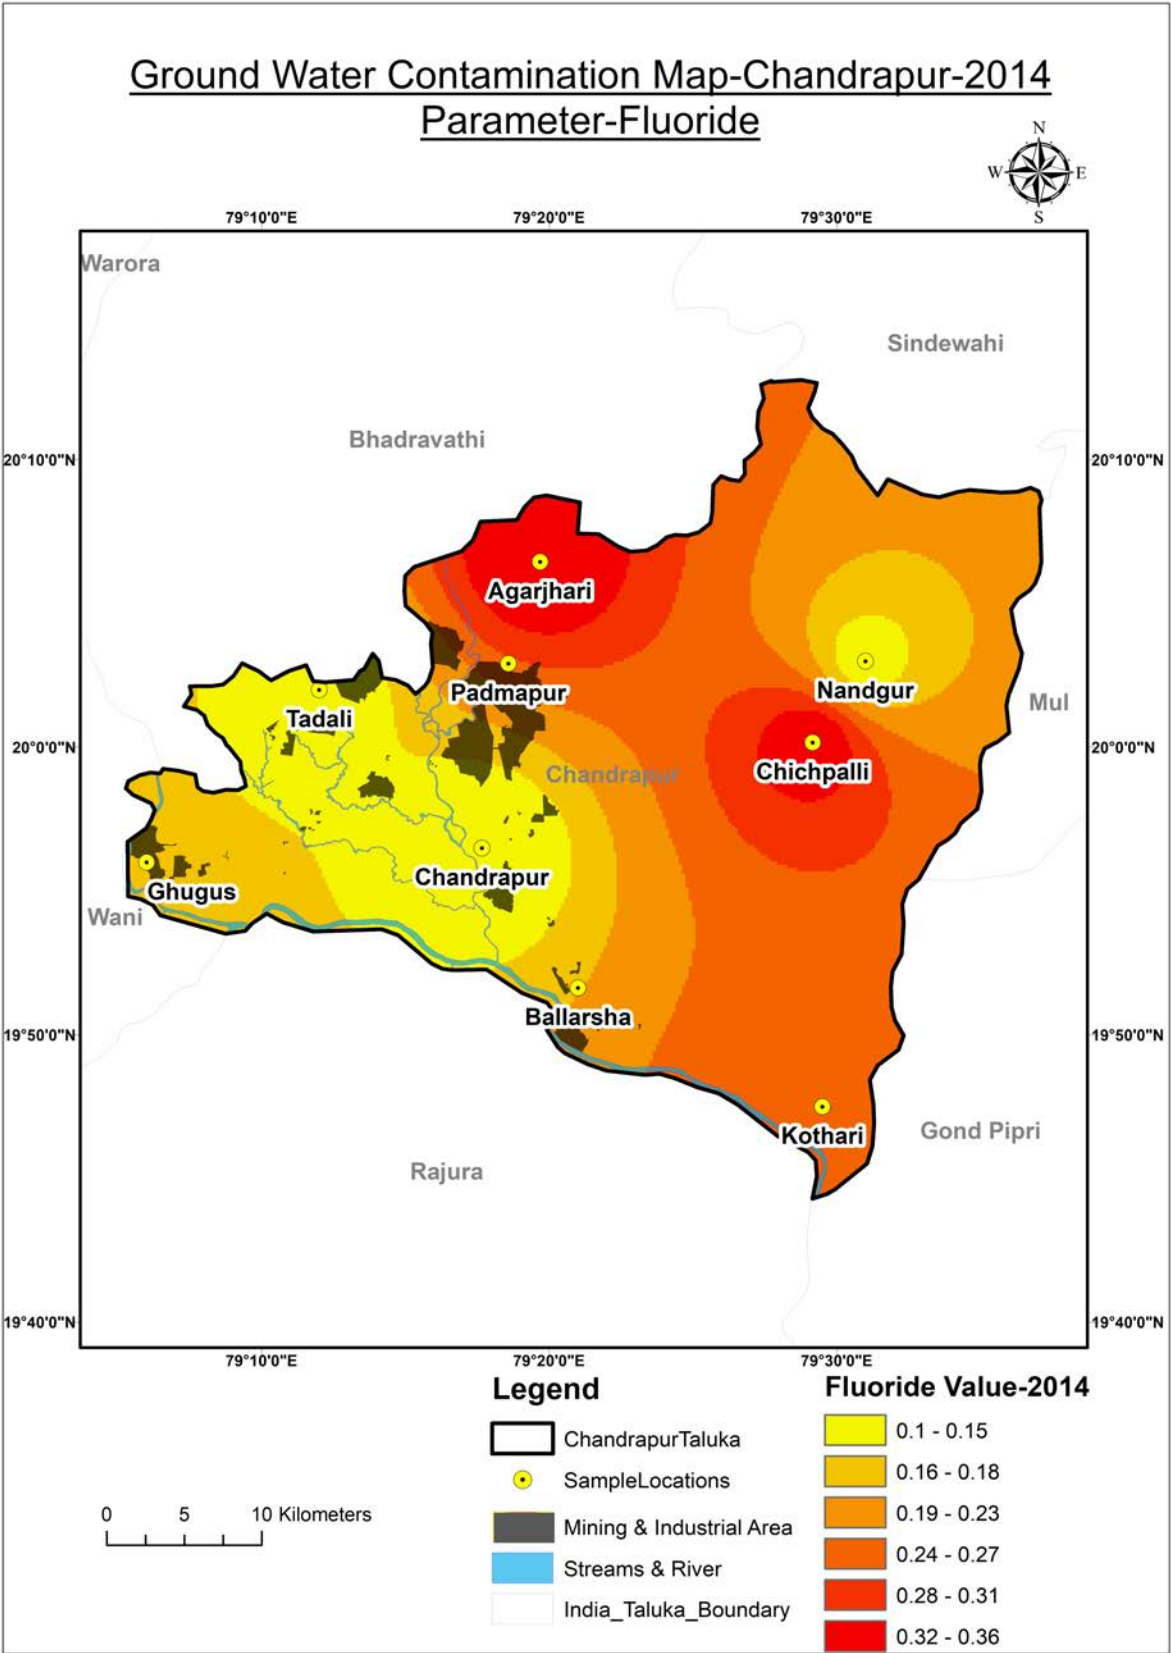 Ground Water Contamination Map-Chandrapur-2014
Parameter-Fluoride
N
W E
S
79°10'0"E 79°20'0"E 79°30'0"E
Warora
Sindewahi
Bhadravathi
20°10'0"N 20°10'0"N
Agarjhari
Padmapur
Nandgur
Mul
Tadali
20°0'0"N 20°0'0"N
Chandrapur
Chichpalli
Chandrapur
Ghugus
Wani
Ballarsha
19°50'0"N 19°50'0"N
Kothari
Gond Pipri
Rajura
19°40'0"N 19°40'0"N
79°10'0"E 79°20'0"E 79°30'0"E
Legend
ChandrapurTaluka
SampleLocations
Mining & Industrial Area
Streams & River
India_Taluka_Boundary
Fluoride Value-2014
0.1 - 0.15
0.16 - 0.18
0.19 - 0.23
0.24 - 0.27
0.28 - 0.31
0.32 - 0.36
0 5 10 Kilometers